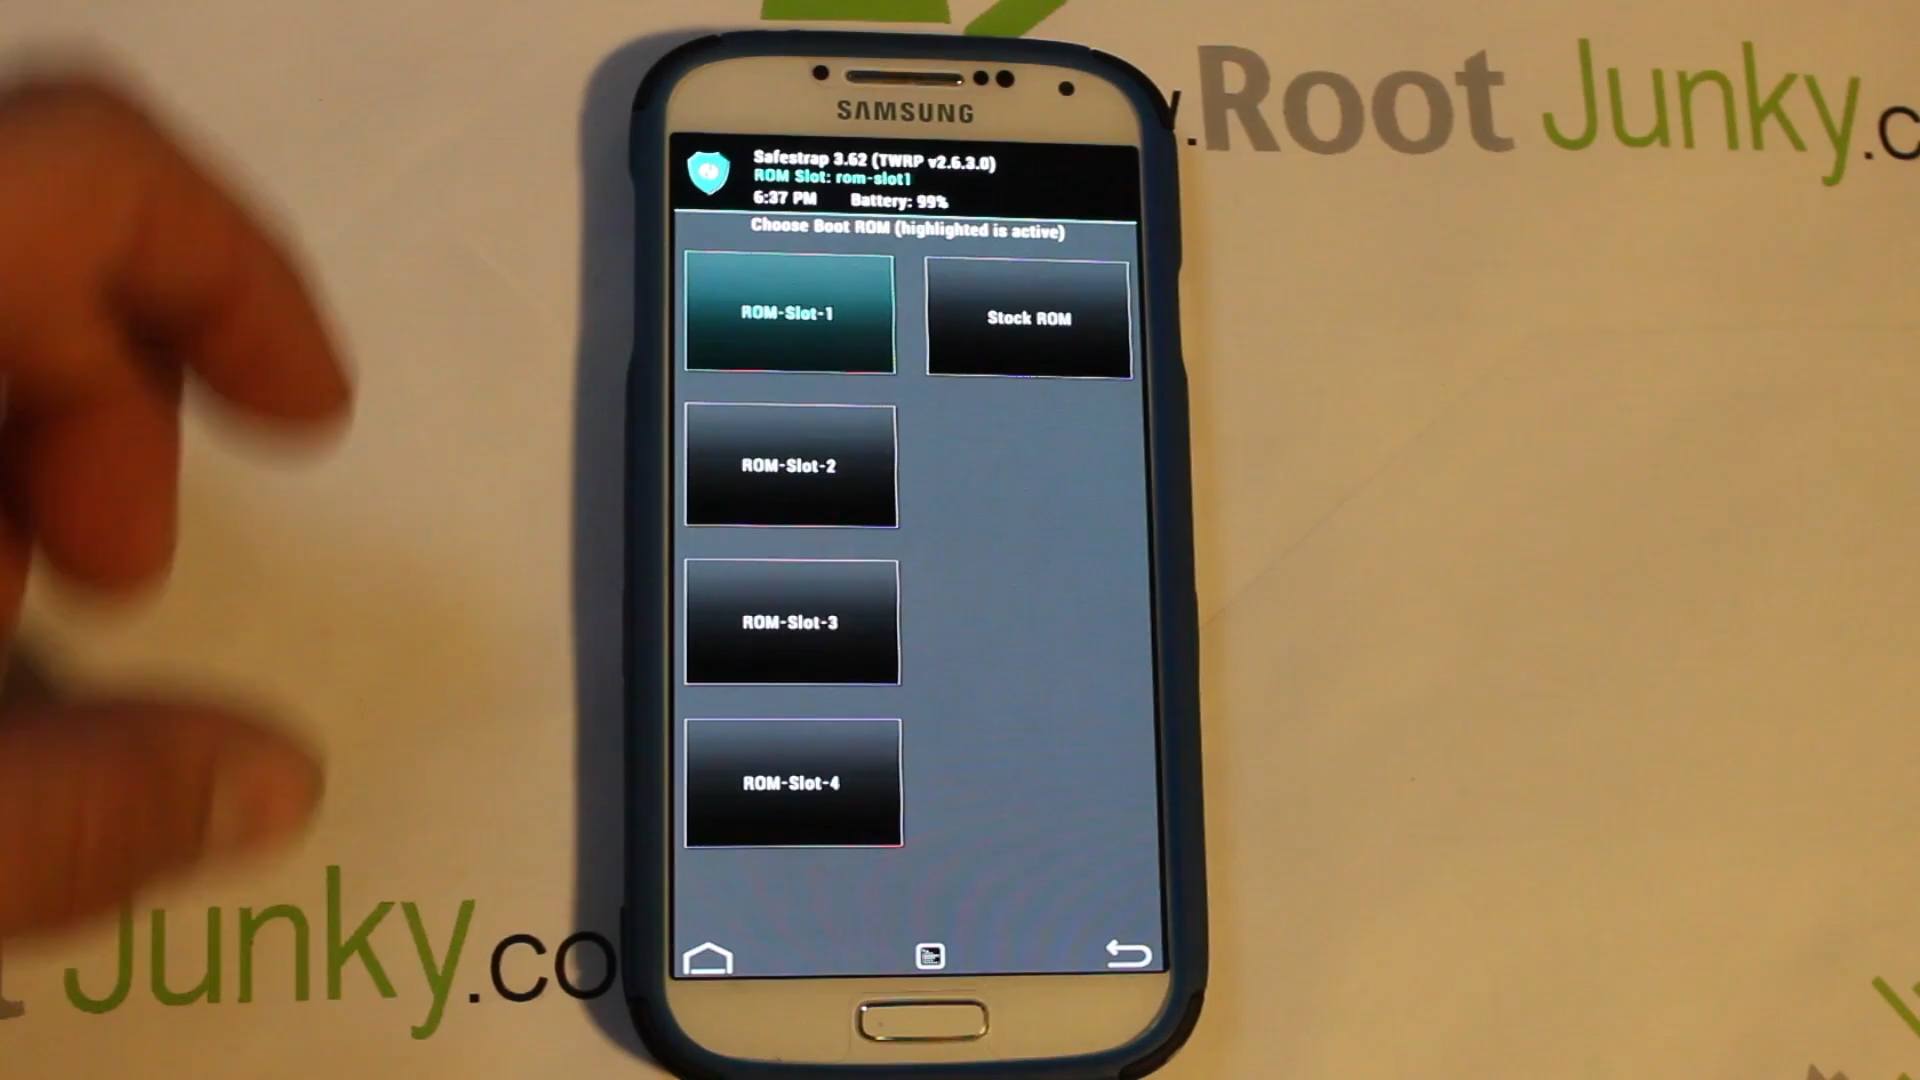 .Root Junky.c
SAMSUNG
Safestrap 3.62 (TWRP v2.6.3.0)
ROM Slot: rom-slot1
6:37 PM Battery: 99%
Choose Boot ROM (highlighted is active)
ROM-Slot-1
Stock ROM
ROM-Slot-2
ROM-Slot-3
ROM-Slot-4
Junky.co